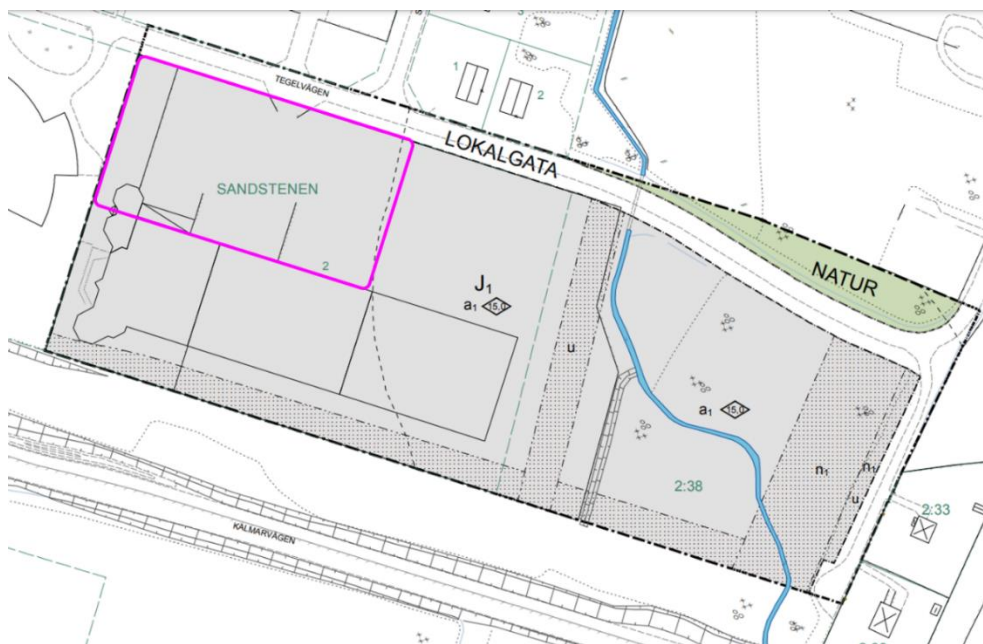 TEGELVÄGEN
1
2
LOKALGATA
SANDSTENEN
NATUR
2
J1
a1 15,0
u
a1 15,0
2:38
n1
n1
u
2:33
KALMARVÄGEN